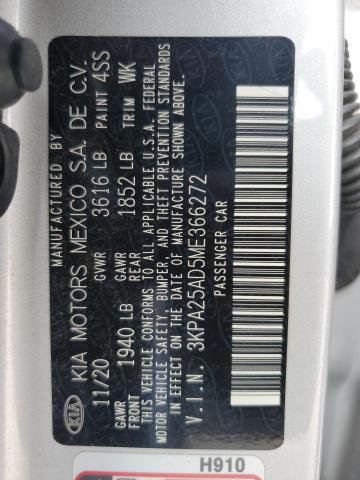 MANUFACTURED BY
KIA KIA MOTORS MEXICO S.A. DE C.V.
11/20 GVWR 3616 LB PAINT 4SS
GAWR FRONT 1940 LB GAWR REAR 1852 LB TRIM WK
THIS VEHICLE CONFORMS TO ALL APPLICABLE U.S.A. FEDERAL
MOTOR VEHICLE SAFETY, BUMPER, AND THEFT PREVENTION STANDARDS
IN EFFECT ON THE DATE OF MANUFACTURE SHOWN ABOVE.
V.I.N. 3KPA25AD5ME366272
PASSENGER CAR
H910